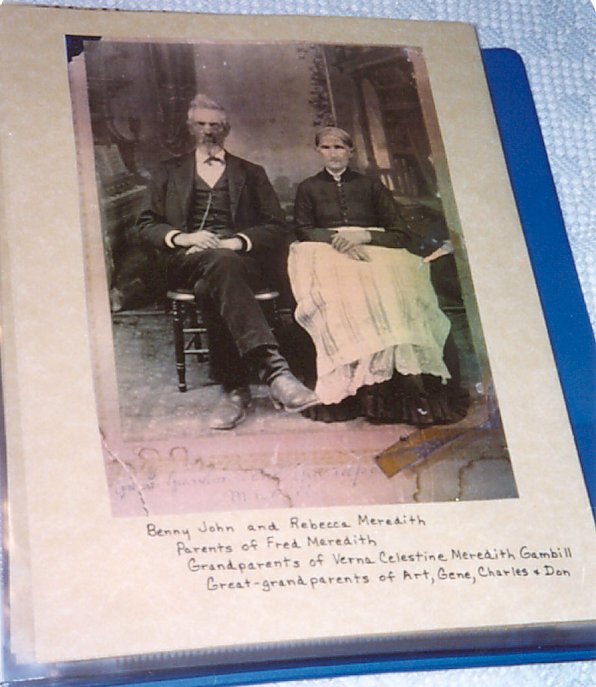 Benny John and Rebecca Meredith
Parents of Fred Meredith
Grandparents of Verna Celestine Meredith Gambill
Great-grandparents of Art, Gene, Charles & Don